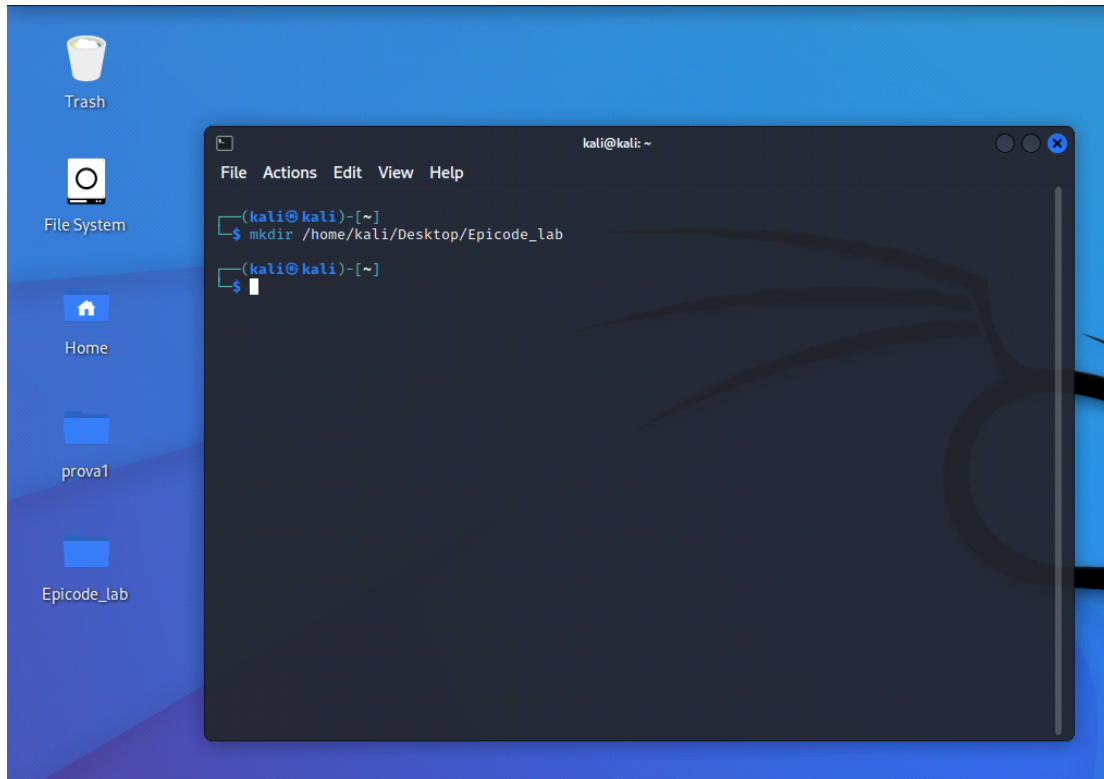 Trash
File System
Home
prova1
Epicode_lab
kali@kali: ~
File Actions Edit View Help
┌──(kali㉿kali)-[~]
└─$ mkdir /home/kali/Desktop/Epicode_lab
┌──(kali㉿kali)-[~]
└─$